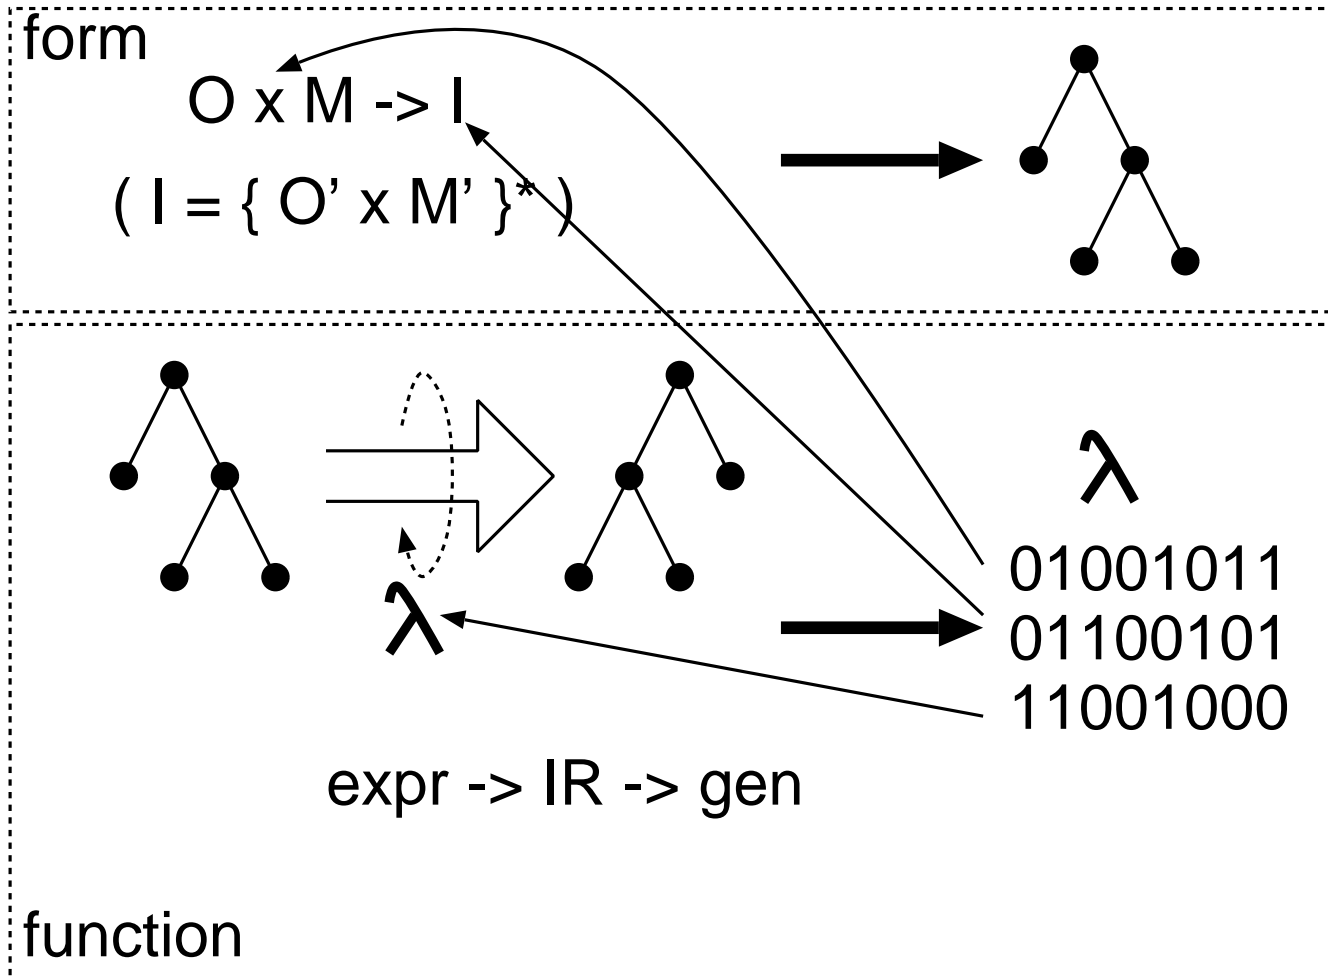 form
O x M -> I
( I = { O’ x M’ }* )
λ
λ
01001011
01100101
11001000
expr -> IR -> gen
function